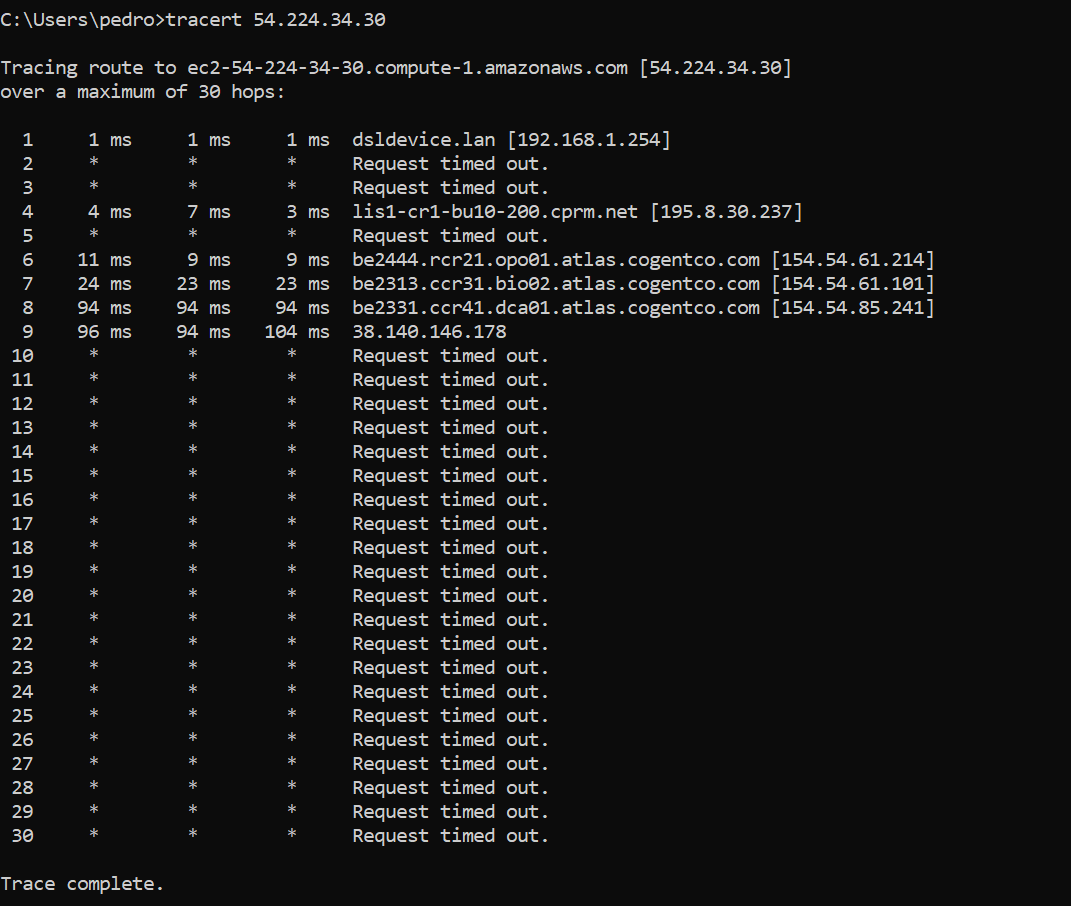 C:\Users\pedro>tracert 54.224.34.30
Tracing route to ec2-54-224-34-30.compute-1.amazonaws.com [54.224.34.30]
over a maximum of 30 hops:
1 1 ms 1 ms 1 ms dsldevice.lan [192.168.1.254]
2 * * * Request timed out.
3 * * * Request timed out.
4 4 ms 7 ms 3 ms lis1-cr1-bu10-200.cprm.net [195.8.30.237]
5 * * * Request timed out.
6 11 ms 9 ms 9 ms be2444.rcr21.opo01.atlas.cogentco.com [154.54.61.214]
7 24 ms 23 ms 23 ms be2313.ccr31.bio02.atlas.cogentco.com [154.54.61.101]
8 94 ms 94 ms 94 ms be2331.ccr41.dca01.atlas.cogentco.com [154.54.85.241]
9 96 ms 94 ms 104 ms 38.140.146.178
10 * * * Request timed out.
11 * * * Request timed out.
12 * * * Request timed out.
13 * * * Request timed out.
14 * * * Request timed out.
15 * * * Request timed out.
16 * * * Request timed out.
17 * * * Request timed out.
18 * * * Request timed out.
19 * * * Request timed out.
20 * * * Request timed out.
21 * * * Request timed out.
22 * * * Request timed out.
23 * * * Request timed out.
24 * * * Request timed out.
25 * * * Request timed out.
26 * * * Request timed out.
27 * * * Request timed out.
28 * * * Request timed out.
29 * * * Request timed out.
30 * * * Request timed out.
Trace complete.